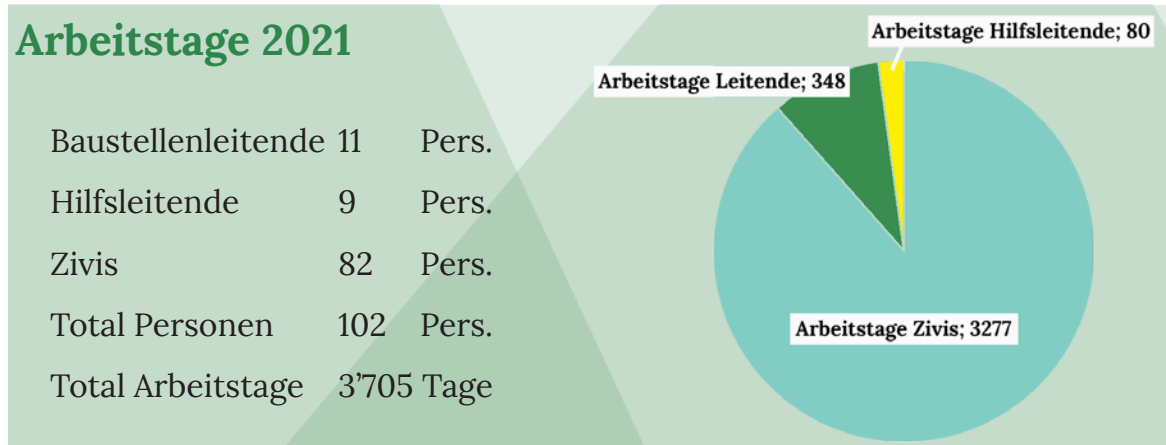 Arbeitstage 2021
Baustellenleitende 11 Pers.
Hilfsleitende 9 Pers.
Zivis 82 Pers.
Total Personen 102 Pers.
Total Arbeitstage 3’705 Tage
Arbeitstage Hilfsleitende; 80
Arbeitstage Leitende; 348
Arbeitstage Zivis; 3277